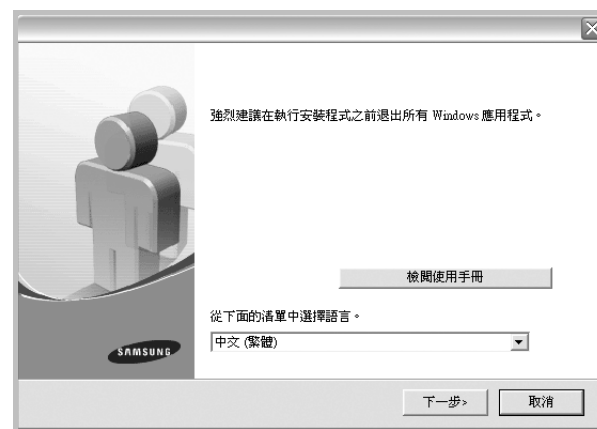 強烈建議在執行安裝程式之前退出所有 Windows 應用程式。
檢閱使用手冊
從下面的清單中選擇語言。
中文 (繁體)
SAMSUNG
下一步>
取消